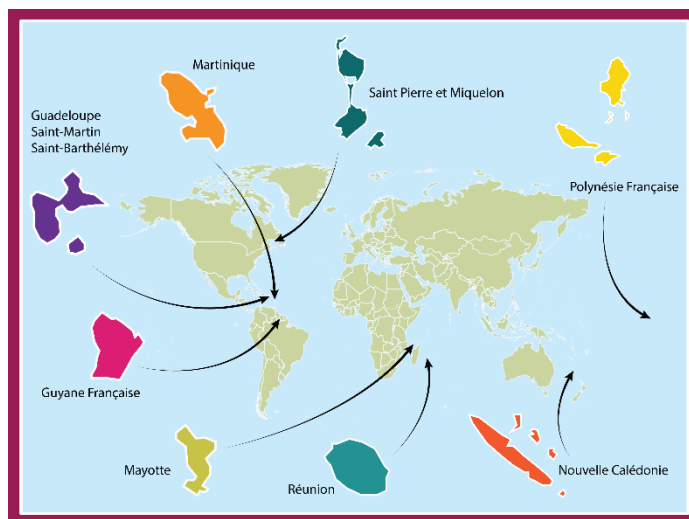 Martinique
Saint Pierre et Miquelon
Guadeloupe
Saint-Martin
Saint-Barthélémy
Polynésie Française
Guyane Française
Mayotte
Réunion
Nouvelle Calédonie